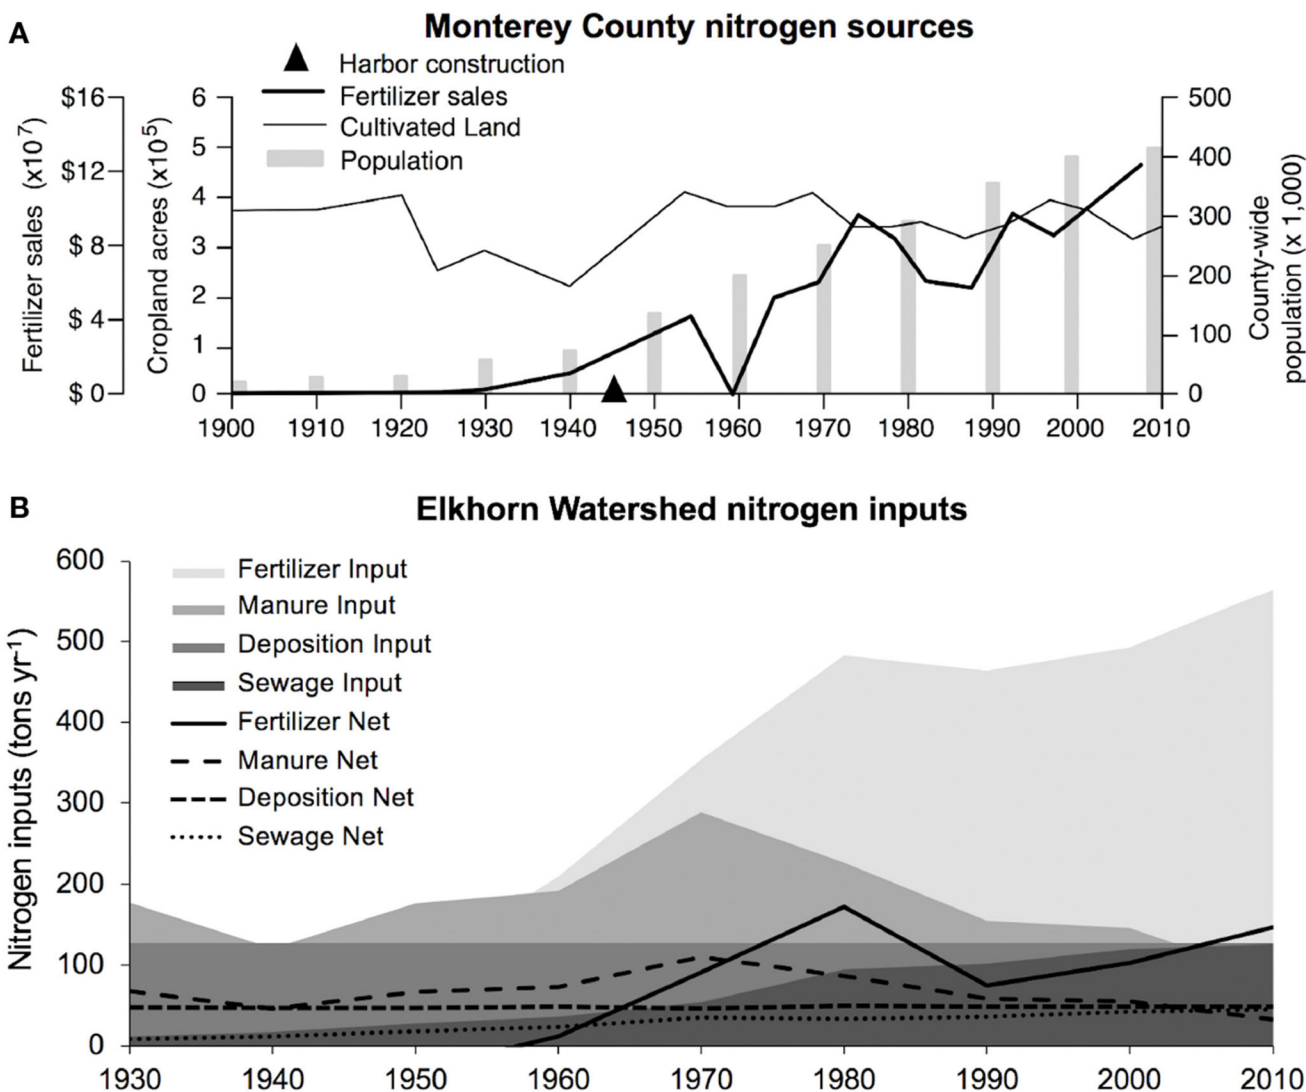 A
Monterey County nitrogen sources
Harbor construction
Fertilizer sales
Cultivated Land
Population
Fertilizer sales (x10⁷)
$16
$12
$ 8
$ 4
$ 0
Cropland acres (x10⁵)
6
5
4
3
2
1
0
500
400
300
200
100
0
County-wide
population (x 1,000)
1900 1910 1920 1930 1940 1950 1960 1970 1980 1990 2000 2010
B
Elkhorn Watershed nitrogen inputs
Nitrogen inputs (tons yr⁻¹)
600
500
400
300
200
100
0
Fertilizer Input
Manure Input
Deposition Input
Sewage Input
Fertilizer Net
Manure Net
Deposition Net
Sewage Net
1930 1940 1950 1960 1970 1980 1990 2000 2010